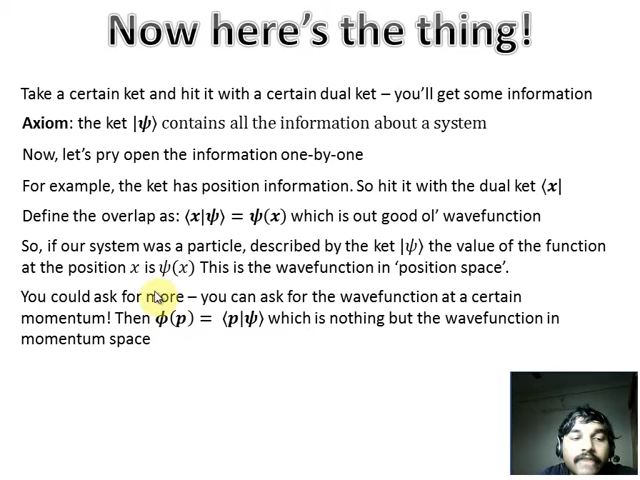 Now here's the thing!
Take a certain ket and hit it with a certain dual ket – you'll get some information
Axiom: the ket |ψ⟩ contains all the information about a system
Now, let's pry open the information one-by-one
For example, the ket has position information. So hit it with the dual ket ⟨x|
Define the overlap as: ⟨x|ψ⟩ = ψ(x) which is out good ol' wavefunction
So, if our system was a particle, described by the ket |ψ⟩ the value of the function
at the position x is ψ(x) This is the wavefunction in 'position space'.
You could ask for more – you can ask for the wavefunction at a certain
momentum! Then ϕ(p) = ⟨p|ψ⟩ which is nothing but the wavefunction in
momentum space